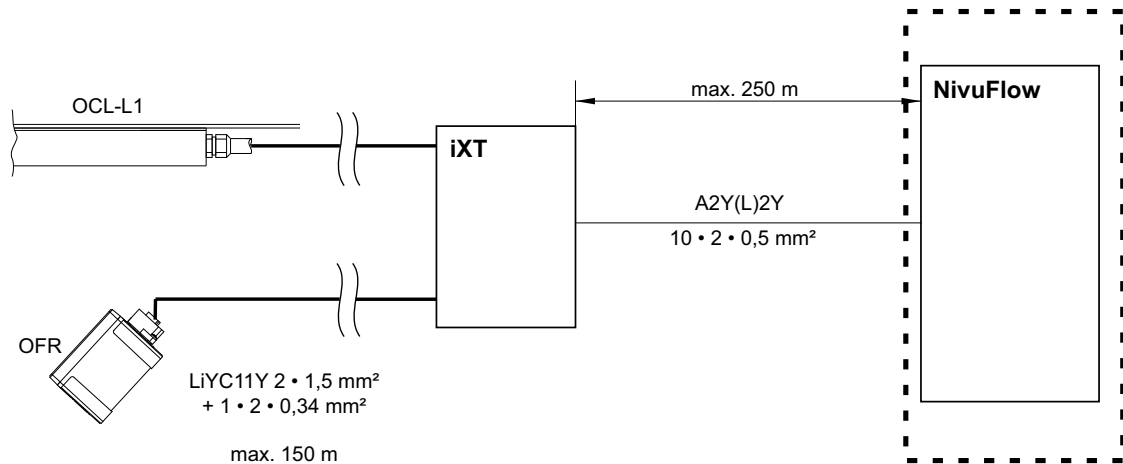 OCL-L1
iXT
max. 250 m
NivuFlow
A2Y(L)2Y
10 • 2 • 0,5 mm²
OFR
LiYC11Y 2 • 1,5 mm²
+ 1 • 2 • 0,34 mm²
max. 150 m